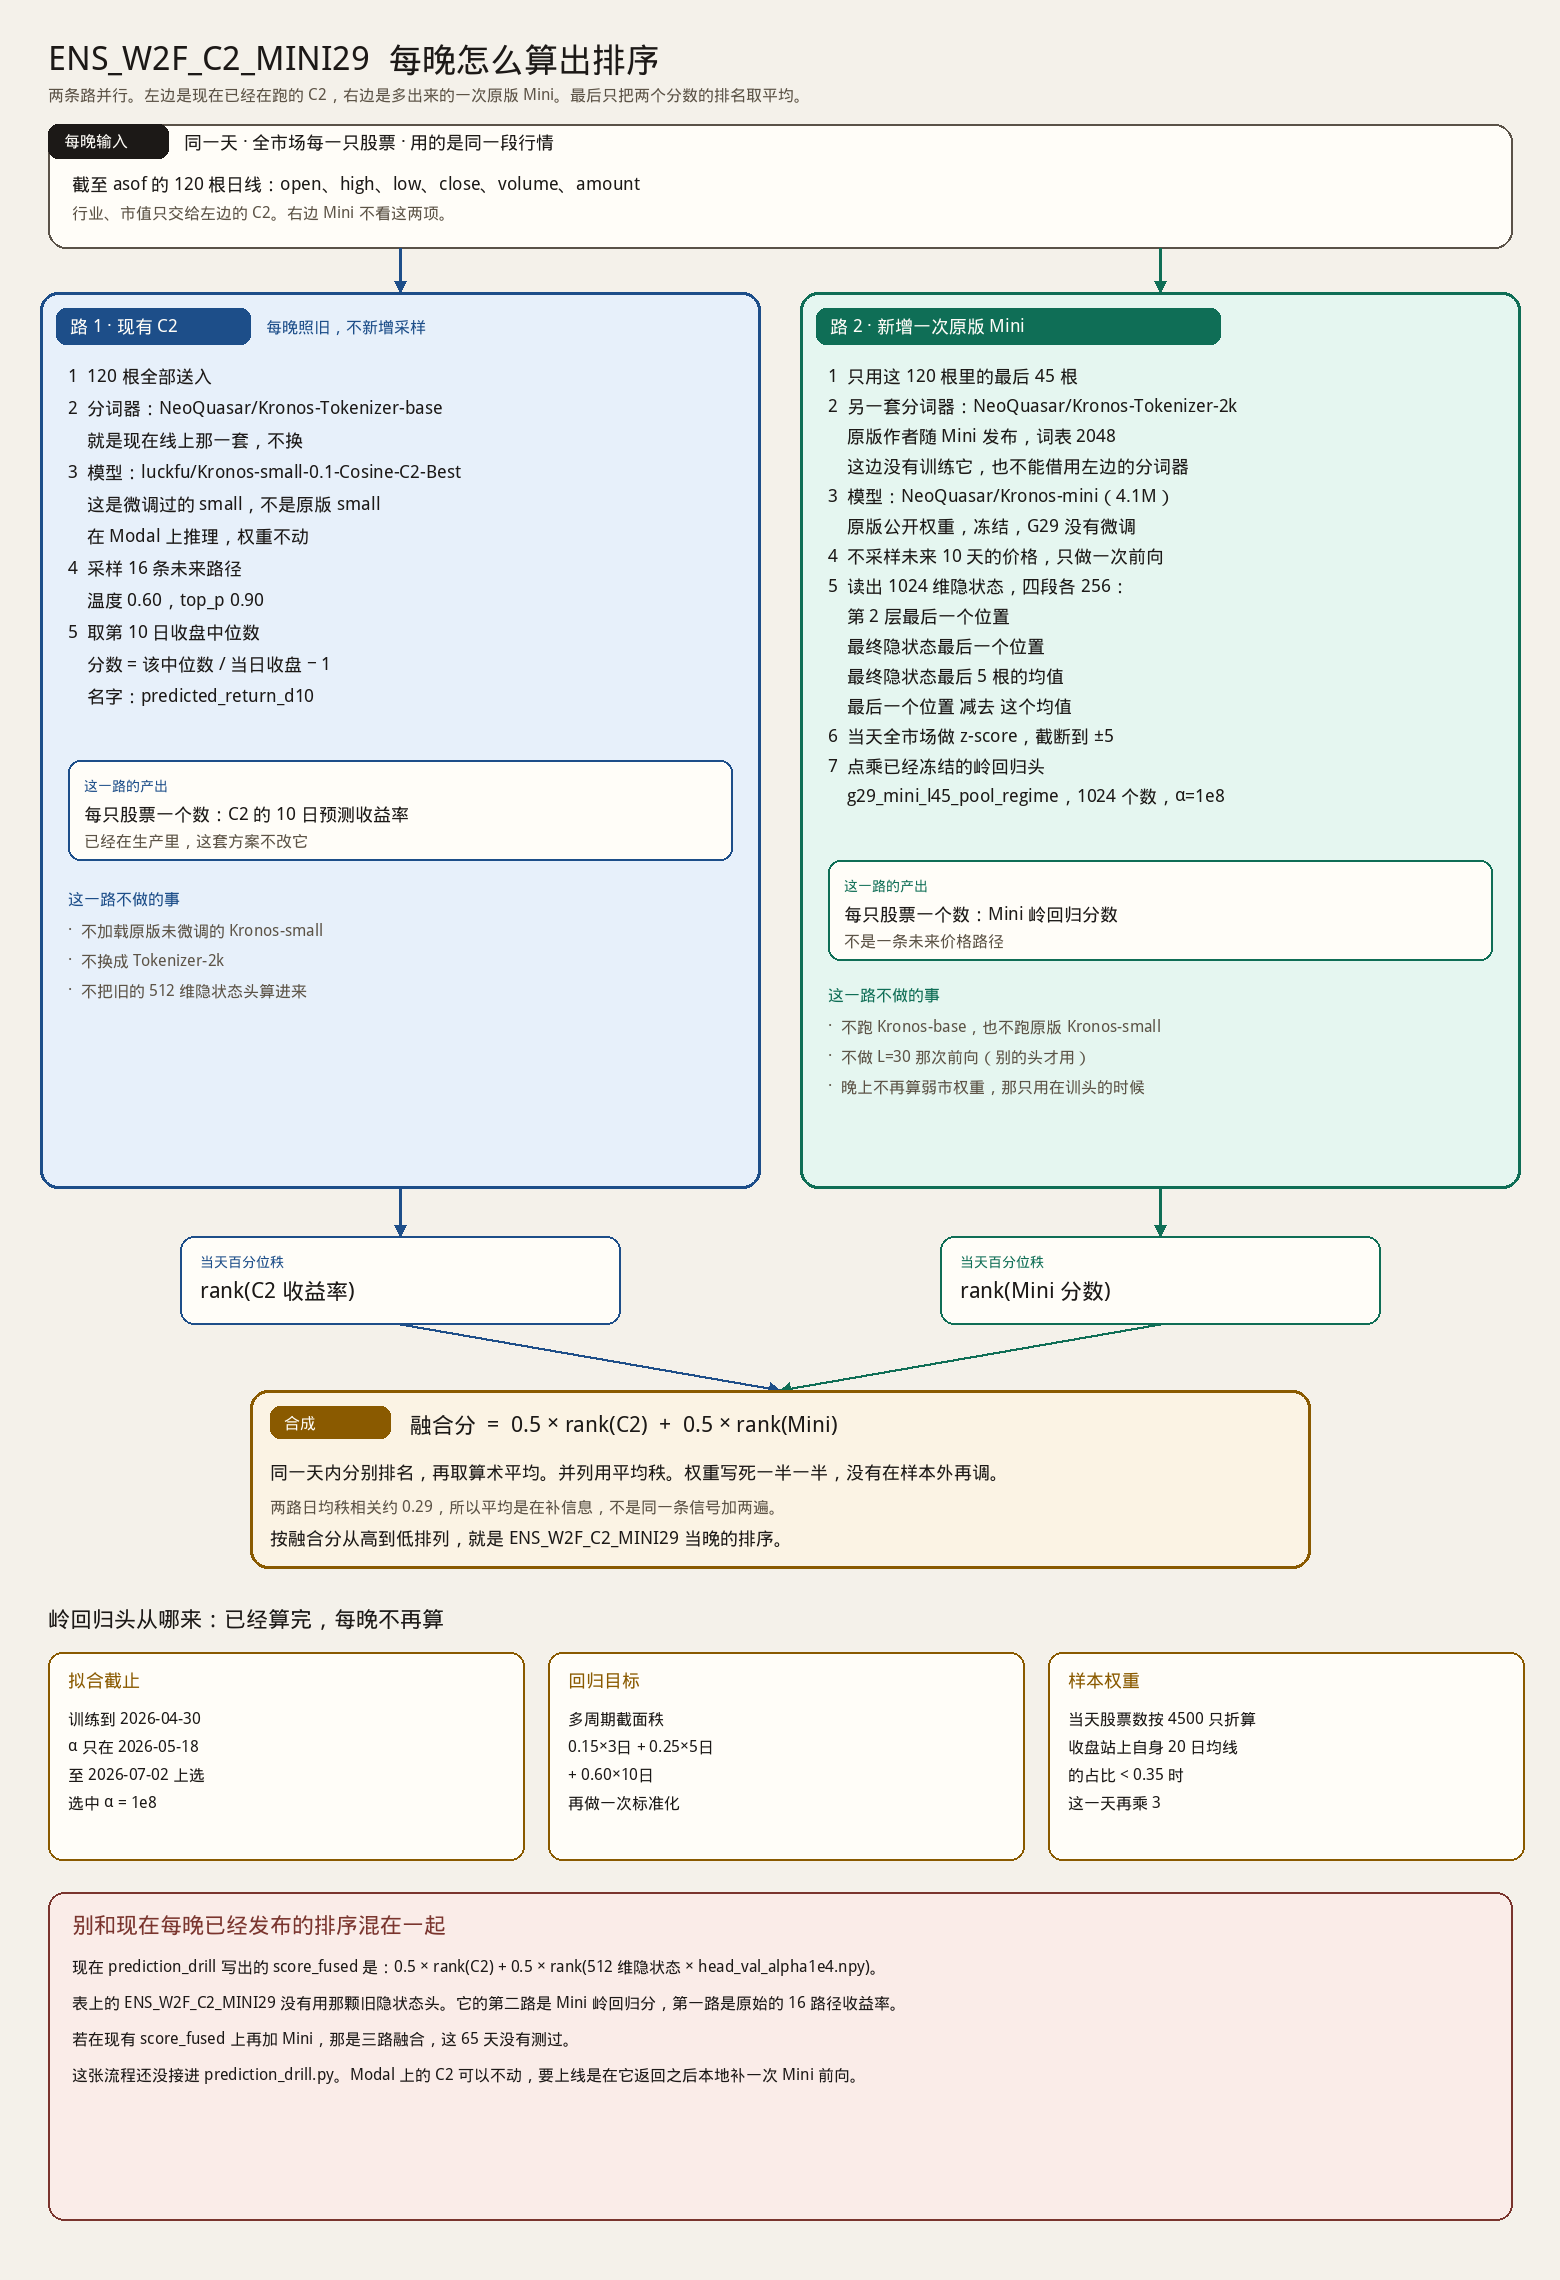 ENS_W2F_C2_MINI29 每晚怎么算出排序
两条路并行。左边是现在已经在跑的 C2，右边是多出来的一次原版 Mini。最后只把两个分数的排名取平均。
每晚输入
同一天 · 全市场每一只股票 · 用的是同一段行情
截至 asof 的 120 根日线：open、high、low、close、volume、amount
行业、市值只交给左边的 C2。右边 Mini 不看这两项。
路 1 · 现有 C2
每晚照旧，不新增采样
1 120 根全部送入
2 分词器：NeoQuasar/Kronos-Tokenizer-base
就是现在线上那一套，不换
3 模型：luckfu/Kronos-small-0.1-Cosine-C2-Best
这是微调过的 small，不是原版 small
在 Modal 上推理，权重不动
4 采样 16 条未来路径
温度 0.60，top_p 0.90
5 取第 10 日收盘中位数
分数 = 该中位数 / 当日收盘 − 1
名字：predicted_return_d10
这一路的产出
每只股票一个数：C2 的 10 日预测收益率
已经在生产里，这套方案不改它
这一路不做的事
· 不加载原版未微调的 Kronos-small
· 不换成 Tokenizer-2k
· 不把旧的 512 维隐状态头算进来
路 2 · 新增一次原版 Mini
1 只用这 120 根里的最后 45 根
2 另一套分词器：NeoQuasar/Kronos-Tokenizer-2k
原版作者随 Mini 发布，词表 2048
这边没有训练它，也不能借用左边的分词器
3 模型：NeoQuasar/Kronos-mini（4.1M）
原版公开权重，冻结，G29 没有微调
4 不采样未来 10 天的价格，只做一次前向
5 读出 1024 维隐状态，四段各 256：
第 2 层最后一个位置
最终隐状态最后一个位置
最终隐状态最后 5 根的均值
最后一个位置 减去 这个均值
6 当天全市场做 z-score，截断到 ±5
7 点乘已经冻结的岭回归头
g29_mini_l45_pool_regime，1024 个数，α=1e8
这一路的产出
每只股票一个数：Mini 岭回归分数
不是一条未来价格路径
这一路不做的事
· 不跑 Kronos-base，也不跑原版 Kronos-small
· 不做 L=30 那次前向（别的头才用）
· 晚上不再算弱市权重，那只用在训头的时候
当天百分位秩
rank(C2 收益率)
当天百分位秩
rank(Mini 分数)
合成
融合分 = 0.5 × rank(C2) + 0.5 × rank(Mini)
同一天内分别排名，再取算术平均。并列用平均秩。权重写死一半一半，没有在样本外再调。
两路日均秩相关约 0.29，所以平均是在补信息，不是同一条信号加两遍。
按融合分从高到低排列，就是 ENS_W2F_C2_MINI29 当晚的排序。
岭回归头从哪来：已经算完，每晚不再算
拟合截止
训练到 2026-04-30
α 只在 2026-05-18
至 2026-07-02 上选
选中 α = 1e8
回归目标
多周期截面秩
0.15×3日 + 0.25×5日
+ 0.60×10日
再做一次标准化
样本权重
当天股票数按 4500 只折算
收盘站上自身 20 日均线
的占比 < 0.35 时
这一天再乘 3
别和现在每晚已经发布的排序混在一起
现在 prediction_drill 写出的 score_fused 是：0.5 × rank(C2) + 0.5 × rank(512 维隐状态 × head_val_alpha1e4.npy)。
表上的 ENS_W2F_C2_MINI29 没有用那颗旧隐状态头。它的第二路是 Mini 岭回归分，第一路是原始的 16 路径收益率。
若在现有 score_fused 上再加 Mini，那是三路融合，这 65 天没有测过。
这张流程还没接进 prediction_drill.py。Modal 上的 C2 可以不动，要上线是在它返回之后本地补一次 Mini 前向。